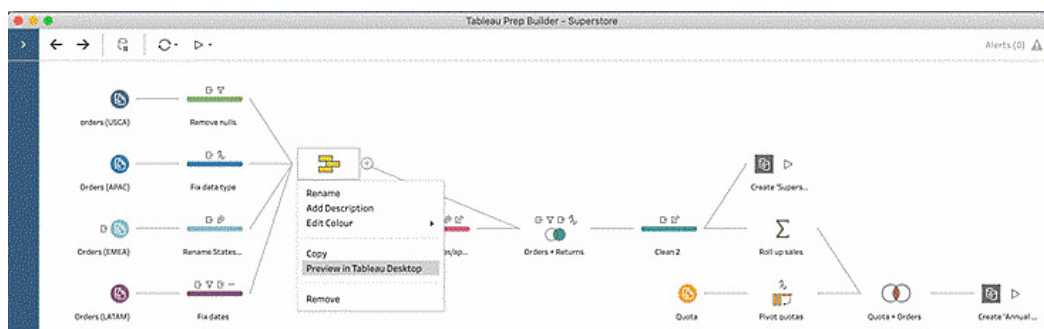 Tableau Prep Builder - Superstore
Alerts (0)
orders (USCA)
Remove nulls
Orders (APAC)
Fix data type
Create 'Supers...
Rename
Add Description
Edit Colour
Orders (EMEA)
Rename States...
Orders + Returns
Clean 2
Roll up sales
Copy
Preview in Tableau Desktop
Remove
Orders (LATAM)
Fix dates
Quota
Pivot quotas
Quota + Orders
Create 'Annual ...